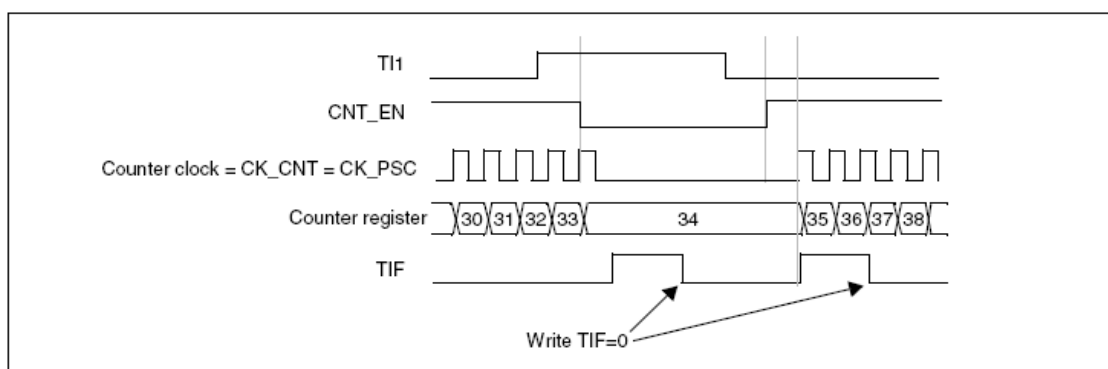 TI1
CNT_EN
Counter clock = CK_CNT = CK_PSC
Counter register 30 31 32 33 34 35 36 37 38
TIF
Write TIF=0